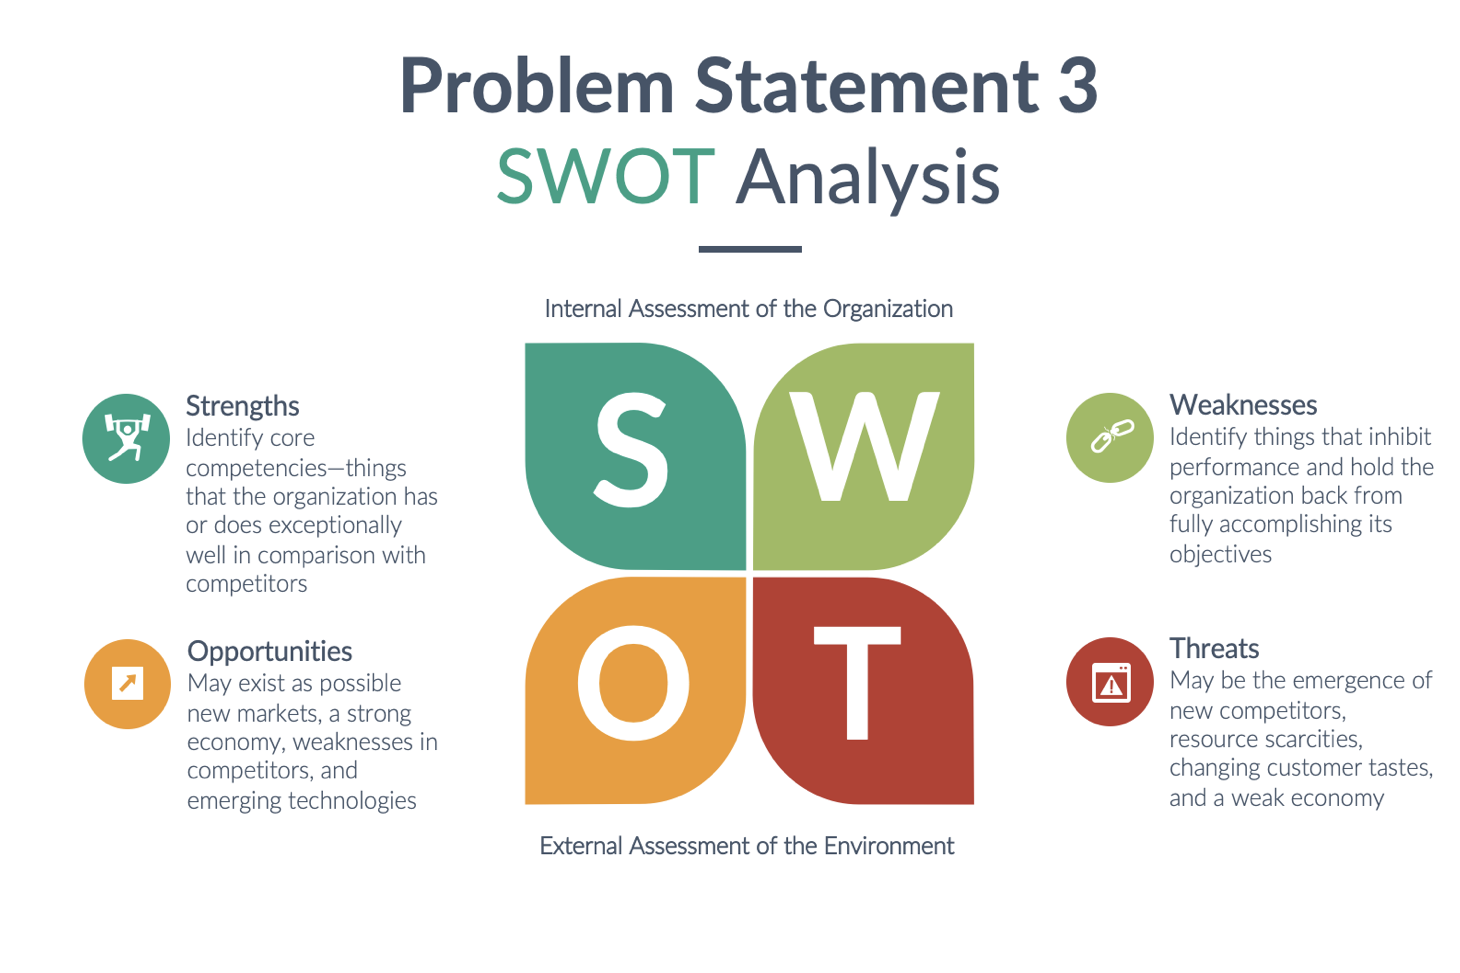 Problem Statement 3
SWOT Analysis
Internal Assessment of the Organization
Strengths
Identify core
competencies—things
that the organization has
or does exceptionally
well in comparison with
competitors
S
W
Weaknesses
Identify things that inhibit
performance and hold the
organization back from
fully accomplishing its
objectives
Opportunities
May exist as possible
new markets, a strong
economy, weaknesses in
competitors, and
emerging technologies
O
T
Threats
May be the emergence of
new competitors,
resource scarcities,
changing customer tastes,
and a weak economy
External Assessment of the Environment